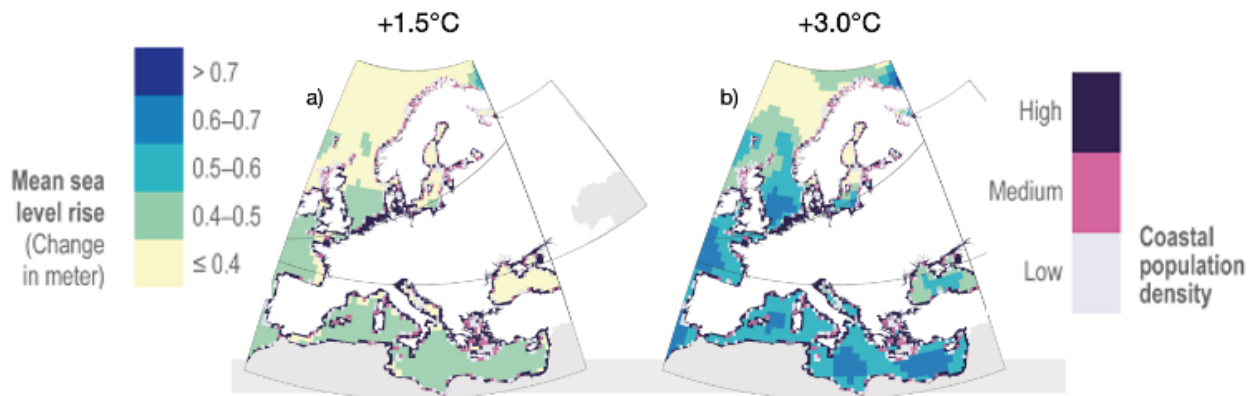 +1.5°C
+3.0°C
> 0.7
0.6–0.7
0.5–0.6
0.4–0.5
≤ 0.4
Mean sea
level rise
(Change
in meter)
a)
b)
High
Medium
Low
Coastal
population
density